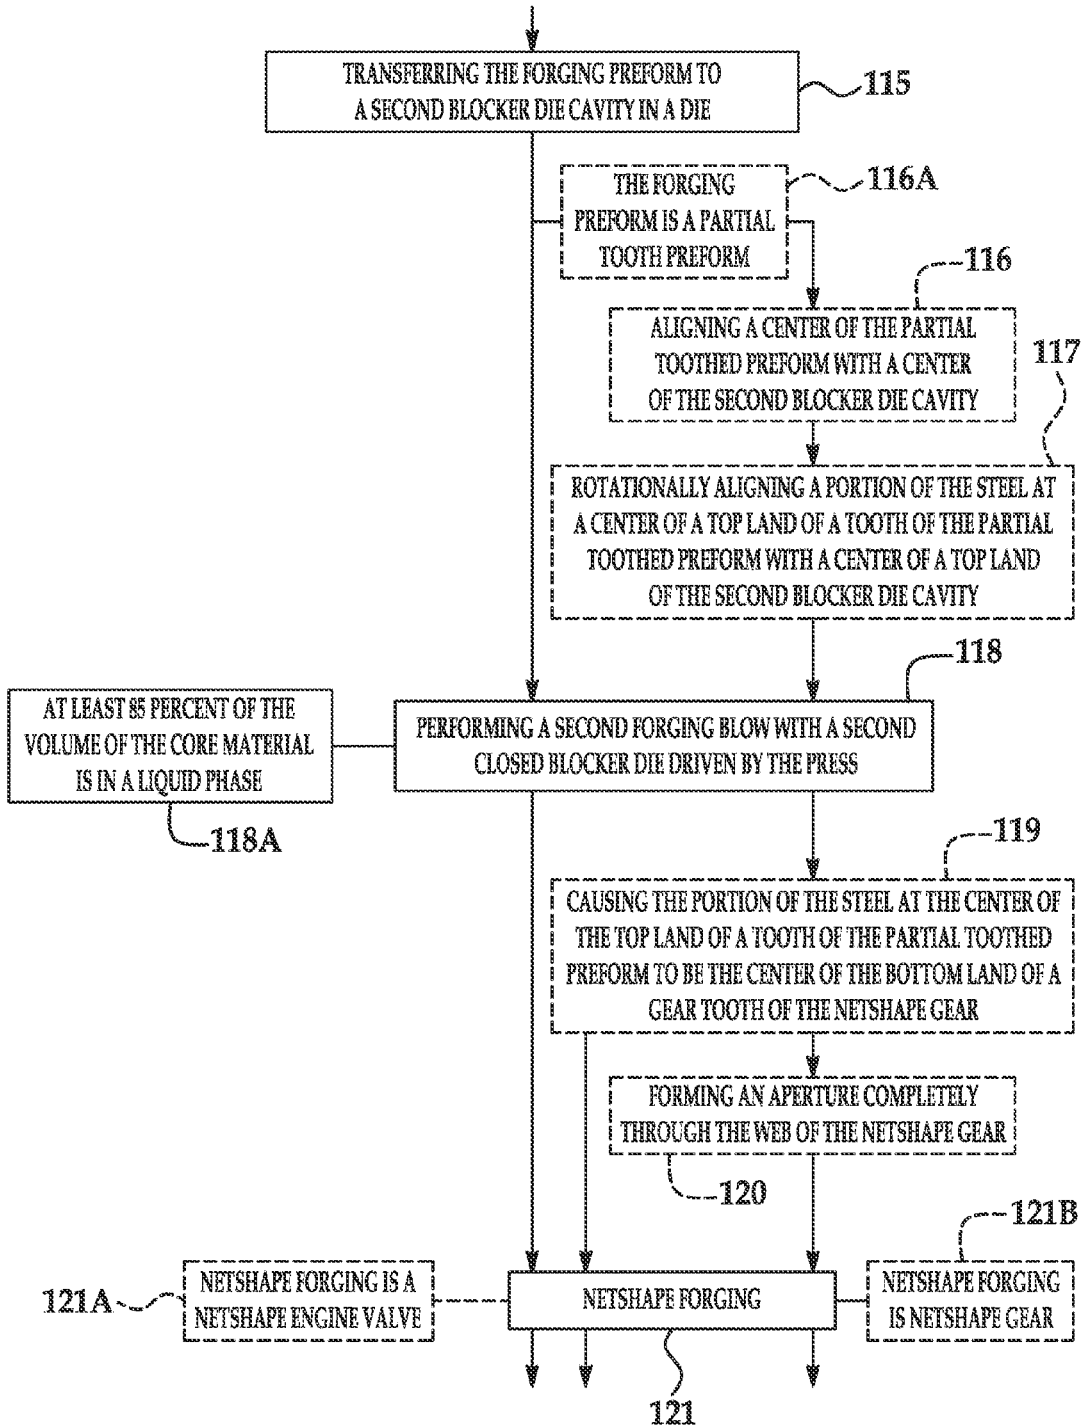 TRANSFERRING THE FORGING PREFORM TO
A SECOND BLOCKER DIE CAVITY IN A DIE
115
THE FORGING
PREFORM IS A PARTIAL
TOOTH PREFORM
116A
116
ALIGNING A CENTER OF THE PARTIAL
TOOTHED PREFORM WITH A CENTER
OF THE SECOND BLOCKER DIE CAVITY
117
ROTATIONALLY ALIGNING A PORTION OF THE STEEL AT
A CENTER OF A TOP LAND OF A TOOTH OF THE PARTIAL
TOOTHED PREFORM WITH A CENTER OF A TOP LAND
OF THE SECOND BLOCKER DIE CAVITY
118
AT LEAST 85 PERCENT OF THE
VOLUME OF THE CORE MATERIAL
IS IN A LIQUID PHASE
118A
PERFORMING A SECOND FORGING BLOW WITH A SECOND
CLOSED BLOCKER DIE DRIVEN BY THE PRESS
119
CAUSING THE PORTION OF THE STEEL AT THE CENTER OF
THE TOP LAND OF A TOOTH OF THE PARTIAL TOOTHED
PREFORM TO BE THE CENTER OF THE BOTTOM LAND OF A
GEAR TOOTH OF THE NETSHAPE GEAR
FORMING AN APERTURE COMPLETELY
THROUGH THE WEB OF THE NETSHAPE GEAR
120
121B
121A
NETSHAPE FORGING IS A
NETSHAPE ENGINE VALVE
NETSHAPE FORGING
NETSHAPE FORGING
IS NETSHAPE GEAR
121